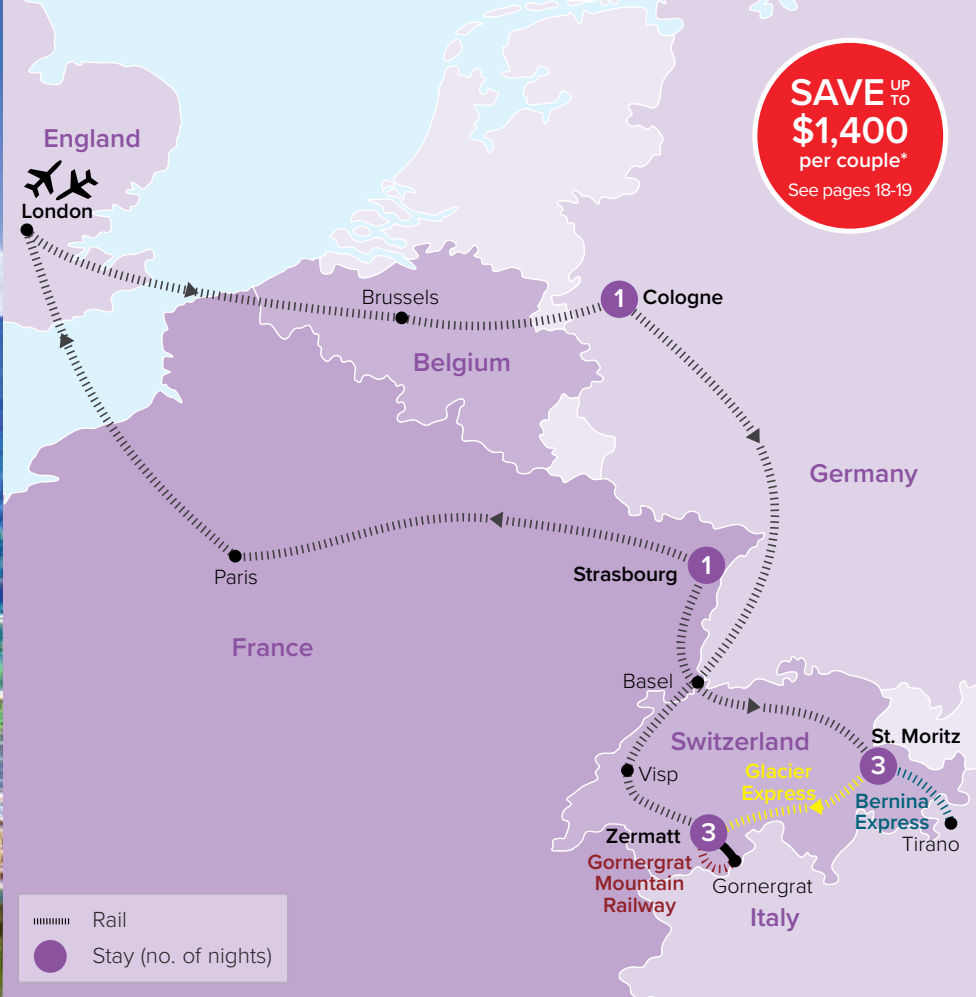 SAVE UP TO
$1,400
per couple*
See pages 18-19
England
London
Brussels
1 Cologne
Belgium
Germany
Paris
Strasbourg 1
France
Basel
Switzerland
St. Moritz
3
Visp
Glacier
Express
Bernina
Express
Tirano
Zermatt 3
Gornergrat
Mountain
Railway
Gornergrat
Italy
Rail
Stay (no. of nights)